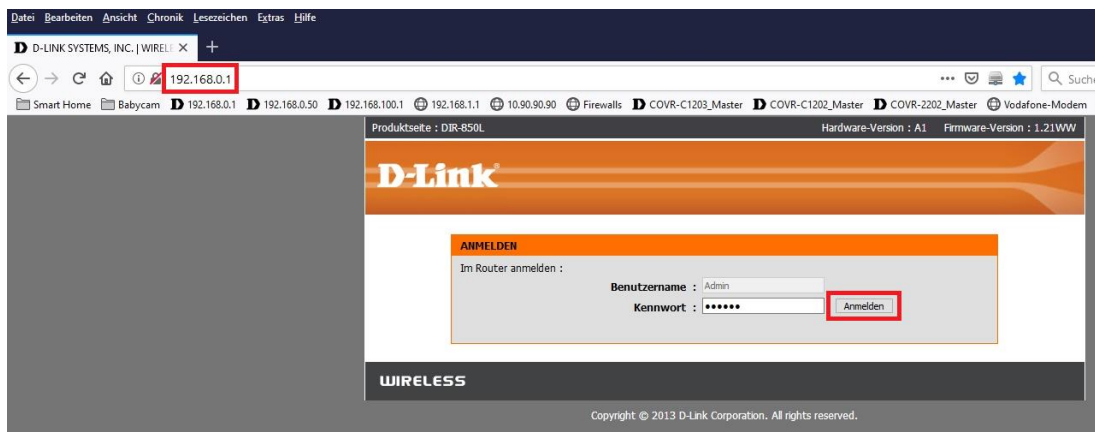 Datei Bearbeiten Ansicht Chronik Lesezeichen Extras Hilfe
D D-LINK SYSTEMS, INC. | WIREL
192.168.0.1
Suche
Smart Home Babycam D 192.168.0.1 D 192.168.0.50 D 192.168.100.1 192.168.1.1 10.90.90.90 Firewalls D COVR-C1203_Master D COVR-C1202_Master D COVR-2202_Master Vodafone-Modem
Produktseite : DIR-850L Hardware-Version : A1 Firmware-Version : 1.21WW
D-Link
ANMELDEN
Im Router anmelden :
Benutzername : Admin
Kennwort : ●●●●●● Anmelden
WIRELESS
Copyright © 2013 D-Link Corporation. All rights reserved.